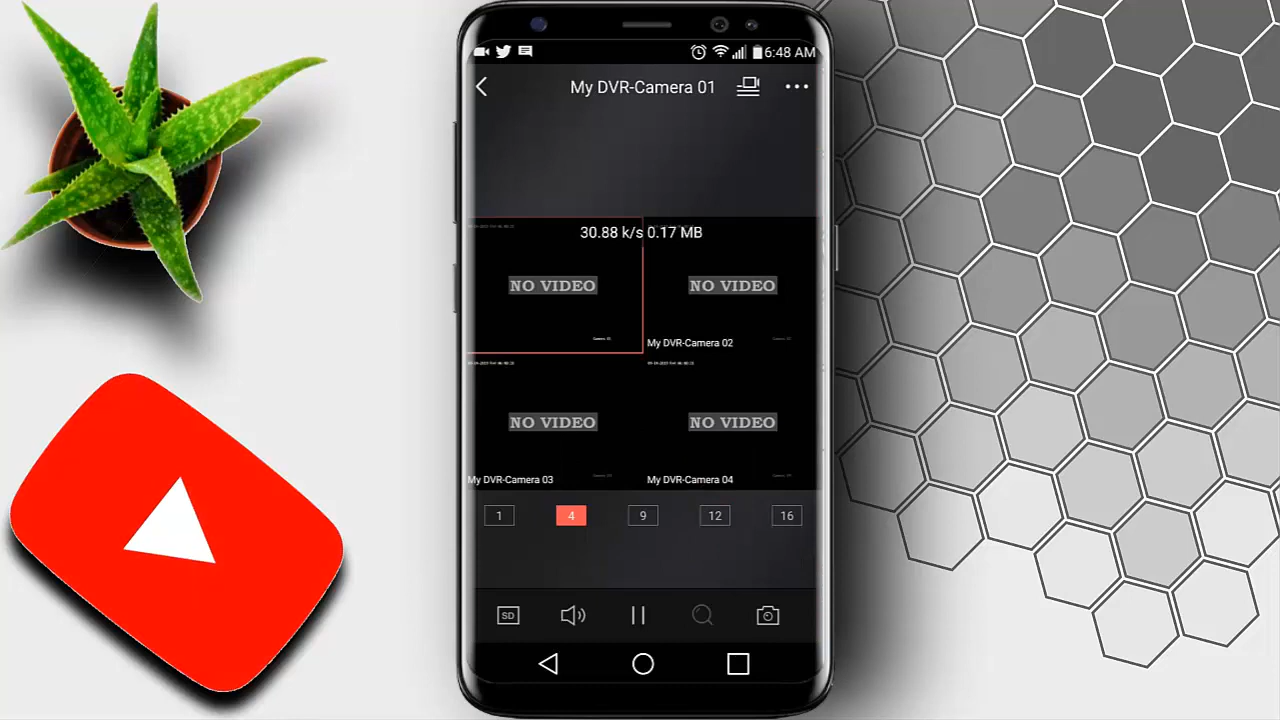 6:48 AM
My DVR-Camera 01
30.88 k/s 0.17 MB
NO VIDEO
NO VIDEO
My DVR-Camera 02
NO VIDEO
NO VIDEO
My DVR-Camera 03
My DVR-Camera 04
1
4
9
12
16
SD